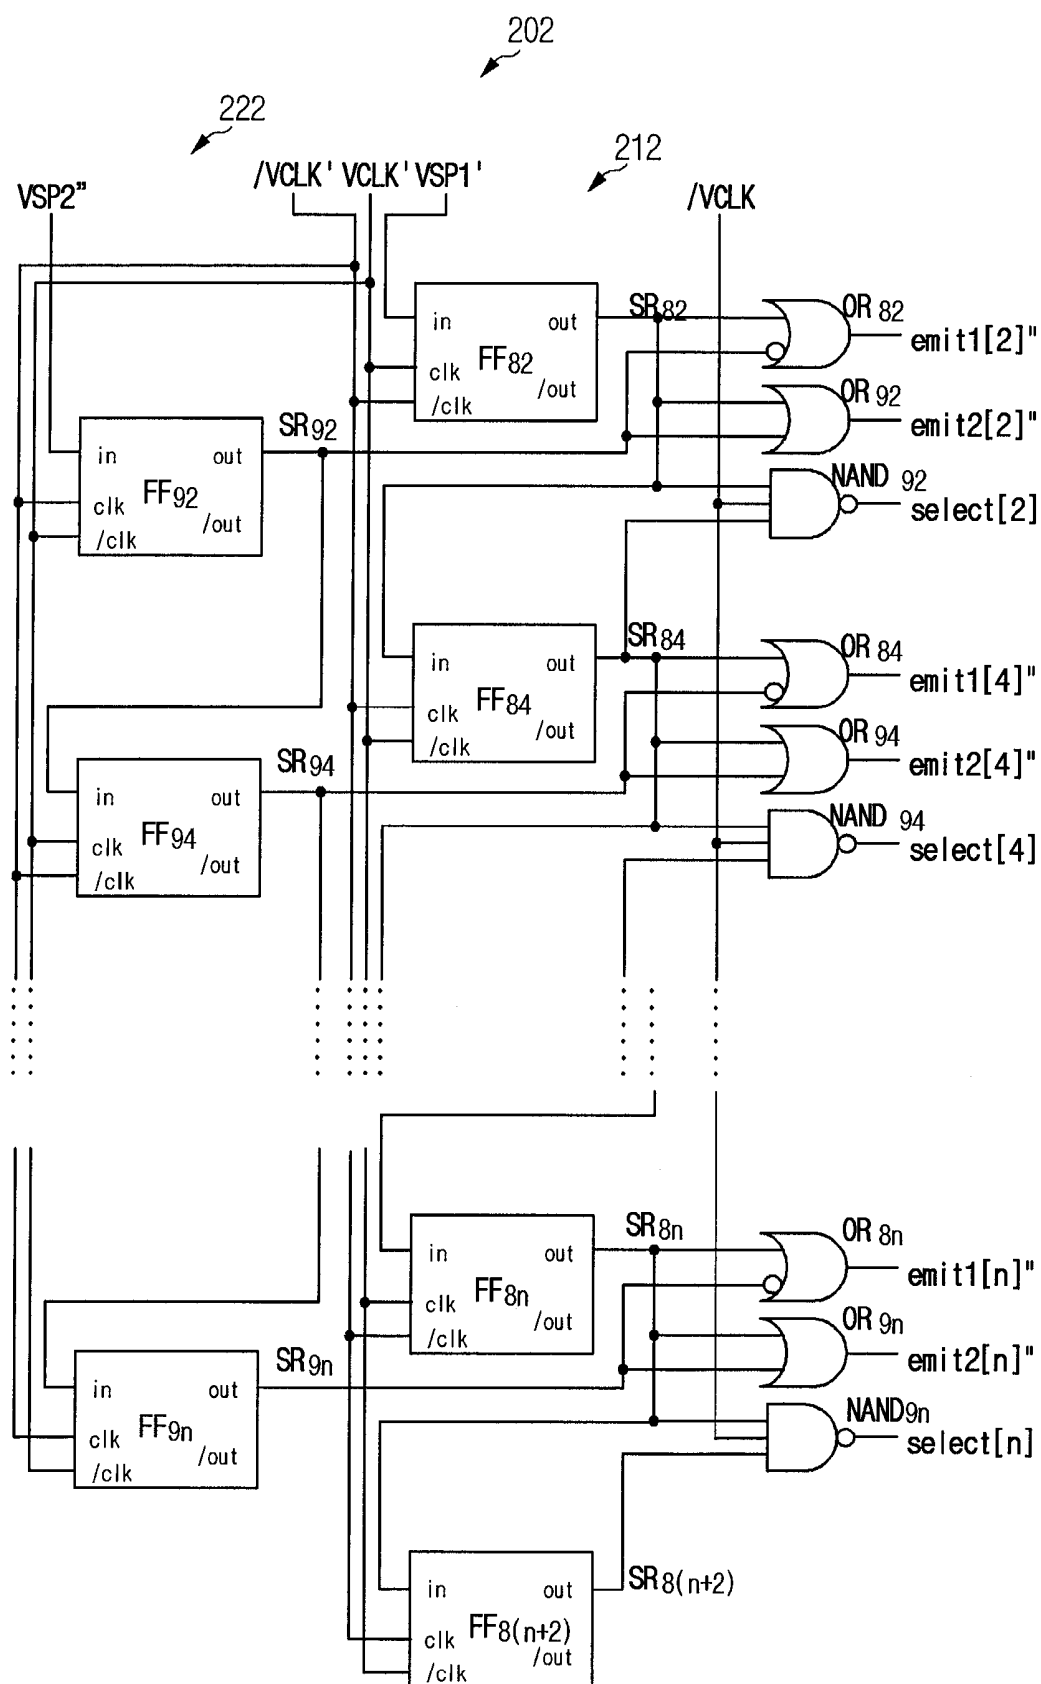 202
222
212
VSP2"
/VCLK' VCLK' VSP1'
/VCLK
in out
FF82
clk
/out
/clk
SR82
OR 82
emit1[2]"
OR 92
emit2[2]"
NAND 92
select[2]
SR92
in out
FF92
clk
/out
/clk
SR84
in out
FF84
clk
/out
/clk
OR 84
emit1[4]"
OR 94
emit2[4]"
NAND 94
select[4]
SR94
in out
FF94
clk
/out
/clk
SR8n
in out
FF8n
clk
/out
/clk
OR 8n
emit1[n]"
OR 9n
emit2[n]"
NAND9n
select[n]
SR9n
in out
FF9n
clk
/out
/clk
in out
SR8(n+2)
FF8(n+2)
clk
/out
/clk